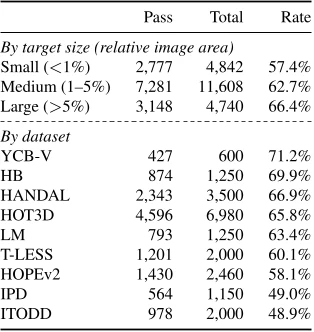 Pass Total Rate
By target size (relative image area)
Small (<1%) 2,777 4,842 57.4%
Medium (1–5%) 7,281 11,608 62.7%
Large (>5%) 3,148 4,740 66.4%
By dataset
YCB-V 427 600 71.2%
HB 874 1,250 69.9%
HANDAL 2,343 3,500 66.9%
HOT3D 4,596 6,980 65.8%
LM 793 1,250 63.4%
T-LESS 1,201 2,000 60.1%
HOPEv2 1,430 2,460 58.1%
IPD 564 1,150 49.0%
ITODD 978 2,000 48.9%